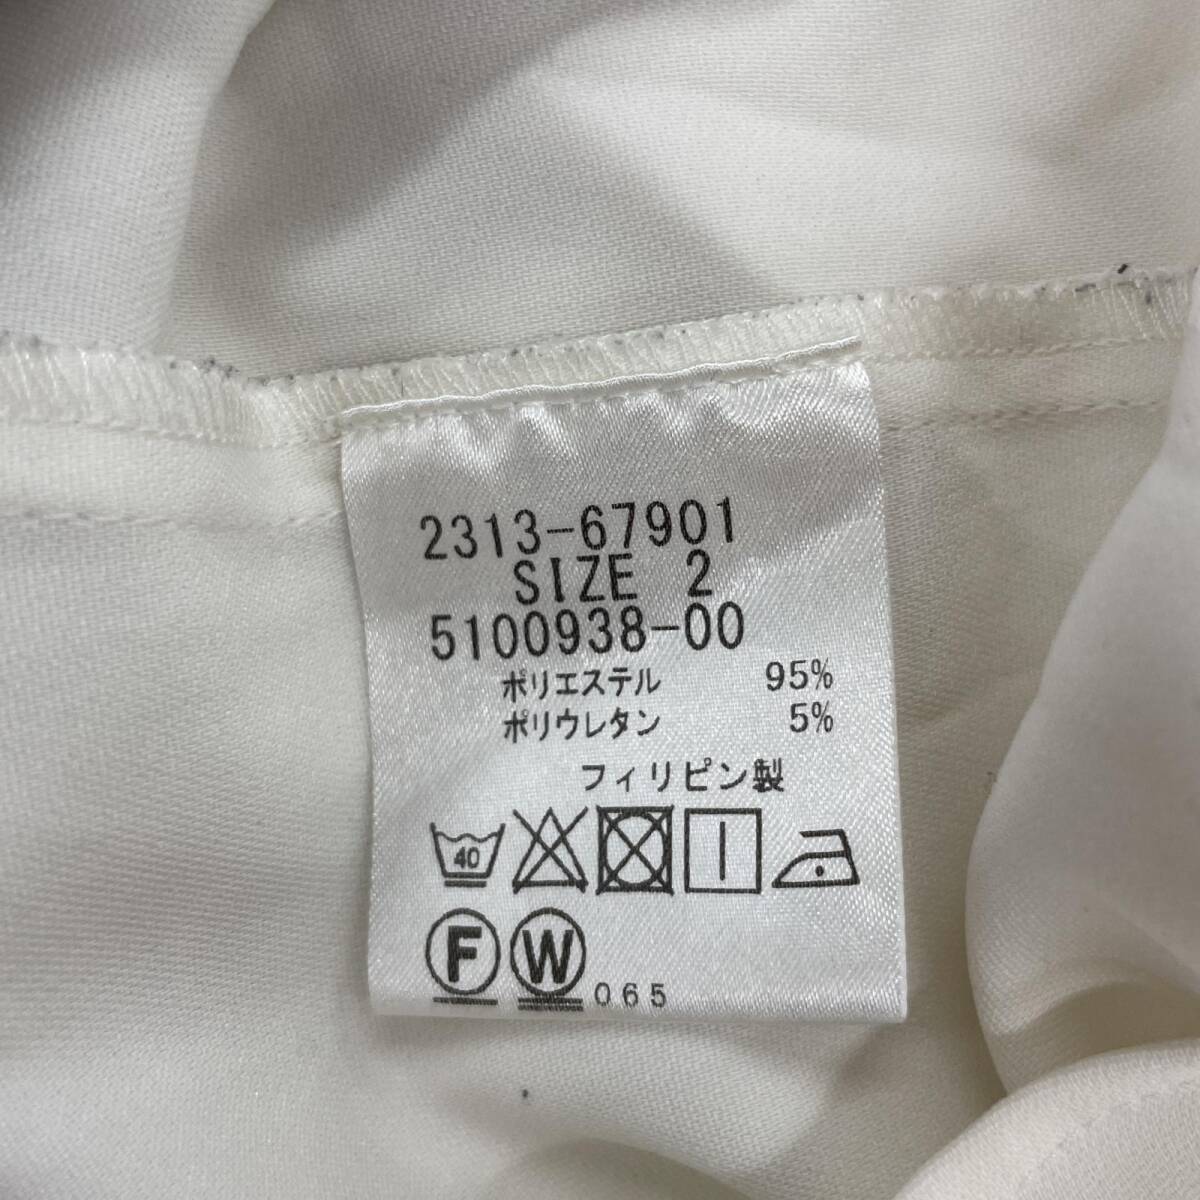 2313-67901
SIZE 2
5100938-00
ポリエステル 95%
ポリウレタン 5%
フィリピン製
40
F W 065